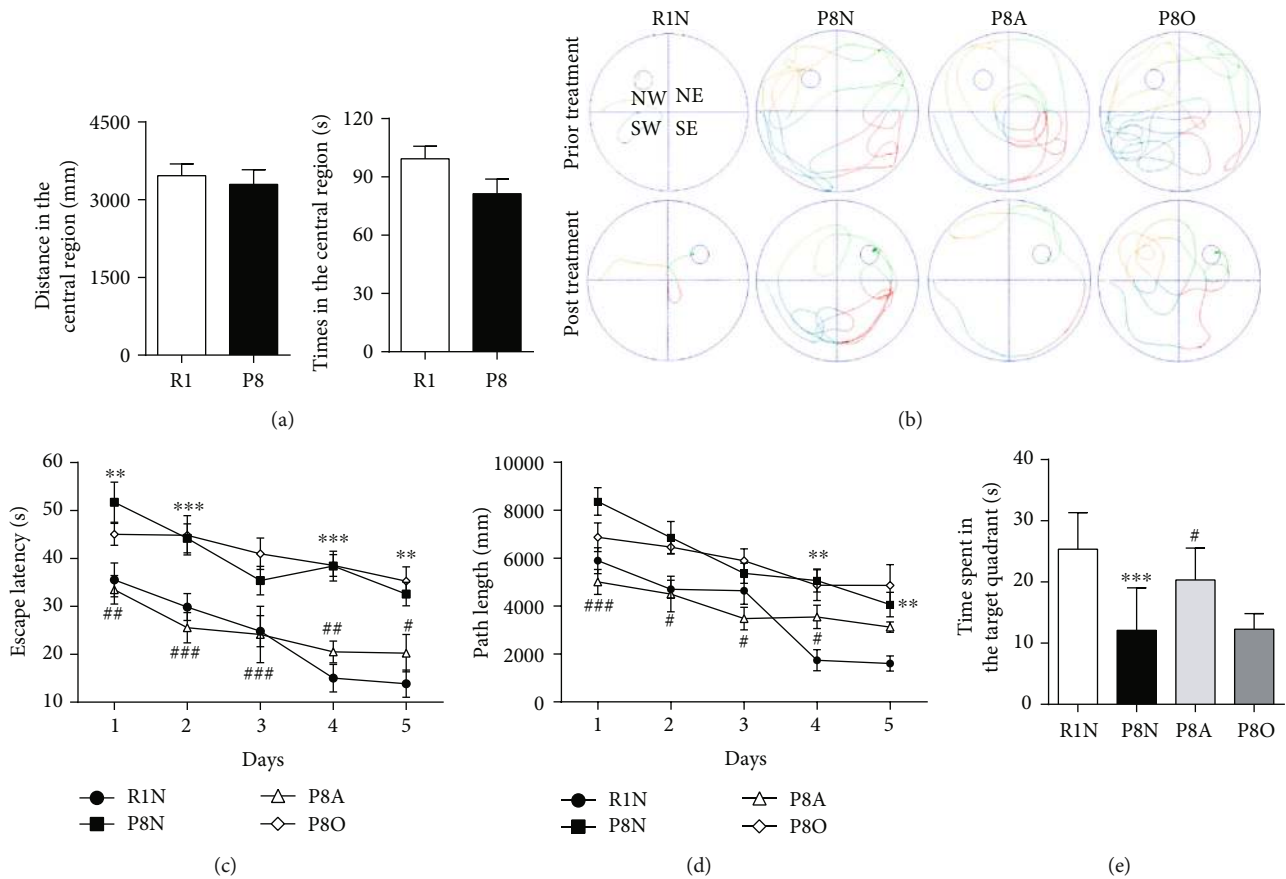 4500
3000
1500
0
Distance in the
central region (mm)
R1
P8
120
90
60
30
0
Times in the central region (s)
R1
P8
(a)
R1N
P8N
P8A
P8O
Prior treatment
NW
NE
SW
SE
Post treatment
(b)
60
50
40
30
20
10
Escape latency (s)
**
***
***
**
##
###
###
##
#
1
2
3
4
5
Days
R1N
P8A
P8N
P8O
(c)
10000
8000
6000
4000
2000
0
Path length (mm)
**
**
###
#
#
#
1
2
3
4
5
Days
R1N
P8A
P8N
P8O
(d)
40
30
20
10
0
Time spent in
the target quadrant (s)
***
#
R1N
P8N
P8A
P8O
(e)